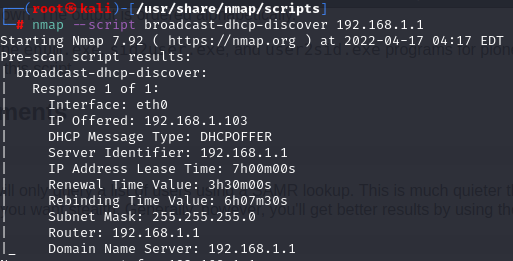 (root㉿kali)-[/usr/share/nmap/scripts]
# nmap --script broadcast-dhcp-discover 192.168.1.1
Starting Nmap 7.92 ( https://nmap.org ) at 2022-04-17 04:17 EDT
Pre-scan script results:
| broadcast-dhcp-discover:
|   Response 1 of 1:
|     Interface: eth0
|     IP Offered: 192.168.1.103
|     DHCP Message Type: DHCPOFFER
|     Server Identifier: 192.168.1.1
|     IP Address Lease Time: 7h00m00s
|     Renewal Time Value: 3h30m00s
|     Rebinding Time Value: 6h07m30s
|     Subnet Mask: 255.255.255.0
|     Router: 192.168.1.1
|_    Domain Name Server: 192.168.1.1